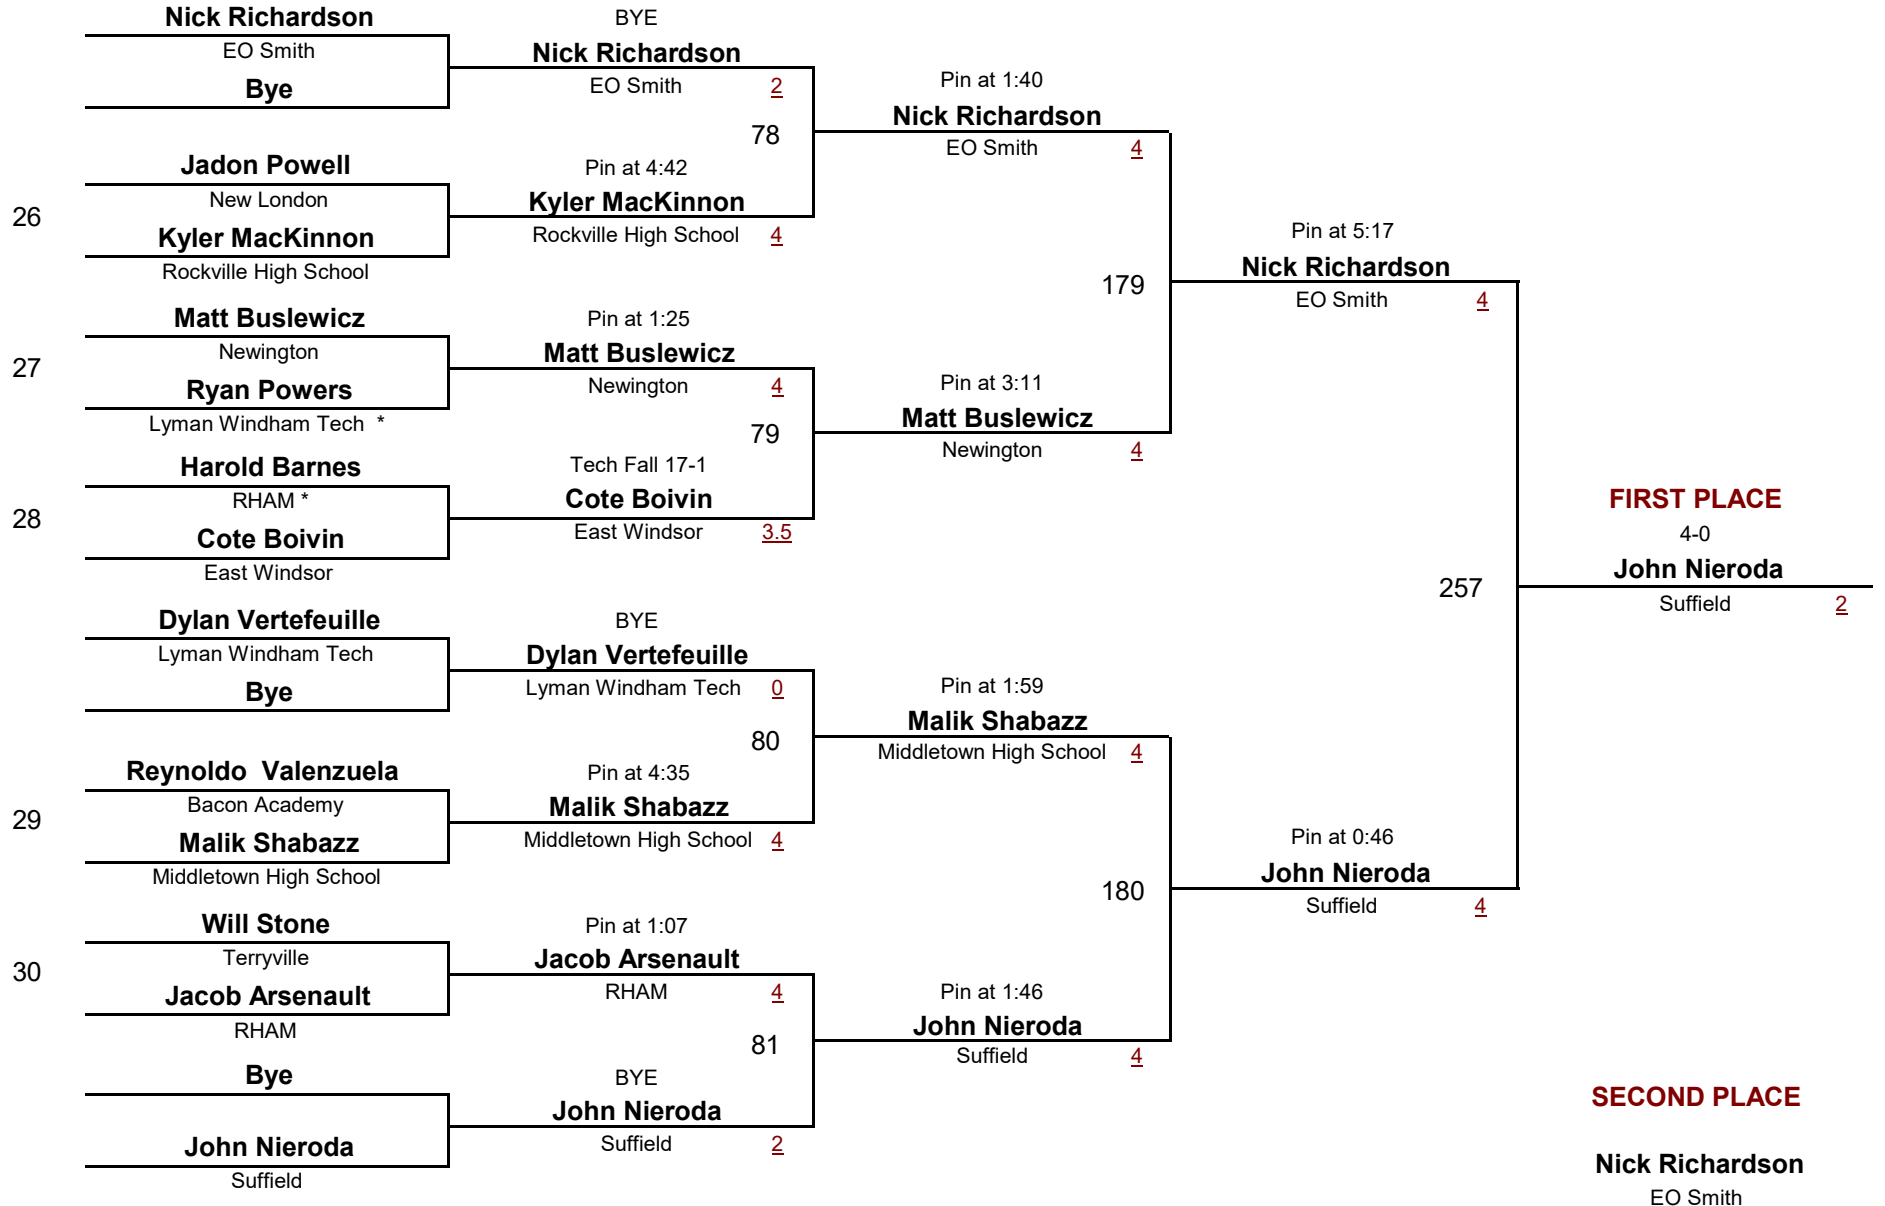 Nick Richardson
EO Smith
Bye
26
Jadon Powell
New London
Kyler MacKinnon
Rockville High School
27
Matt Buslewicz
Newington
Ryan Powers
Lyman Windham Tech *
28
Harold Barnes
RHAM *
Cote Boivin
East Windsor
Dylan Vertefeuille
Lyman Windham Tech
Bye
29
Reynoldo  Valenzuela
Bacon Academy
Malik Shabazz
Middletown High School
30
Will Stone
Terryville
Jacob Arsenault
RHAM
Bye
John Nieroda
Suffield
BYE
Nick Richardson
EO Smith 2
78
Pin at 4:42
Kyler MacKinnon
Rockville High School 4
Pin at 1:25
Matt Buslewicz
Newington 4
79
Tech Fall 17-1
Cote Boivin
East Windsor 3.5
BYE
Dylan Vertefeuille
Lyman Windham Tech 0
80
Pin at 4:35
Malik Shabazz
Middletown High School 4
Pin at 1:07
Jacob Arsenault
RHAM 4
81
BYE
John Nieroda
Suffield 2
Pin at 1:40
Nick Richardson
EO Smith 4
179
Pin at 3:11
Matt Buslewicz
Newington 4
Pin at 1:59
Malik Shabazz
Middletown High School 4
180
Pin at 1:46
John Nieroda
Suffield 4
Pin at 5:17
Nick Richardson
EO Smith 4
257
Pin at 0:46
John Nieroda
Suffield 4
FIRST PLACE
4-0
John Nieroda
Suffield 2
SECOND PLACE
Nick Richardson
EO Smith